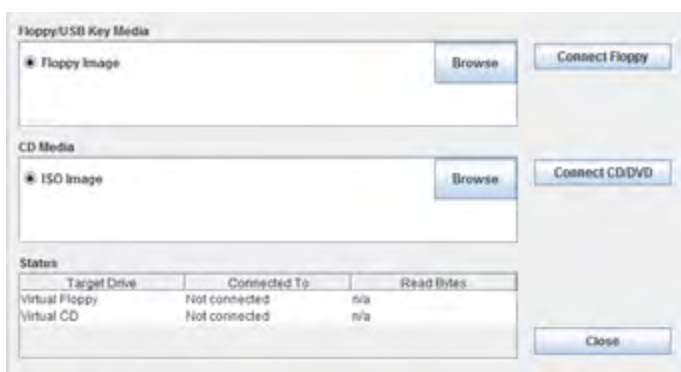 Floppy/USB Key Media
Floppy Image Browse Connect Floppy
CD Media
ISO Image Browse Connect CD/DVD
Status
Target Drive Connected To Read Bytes
Virtual Floppy Not connected n/a
Virtual CD Not connected n/a
Close